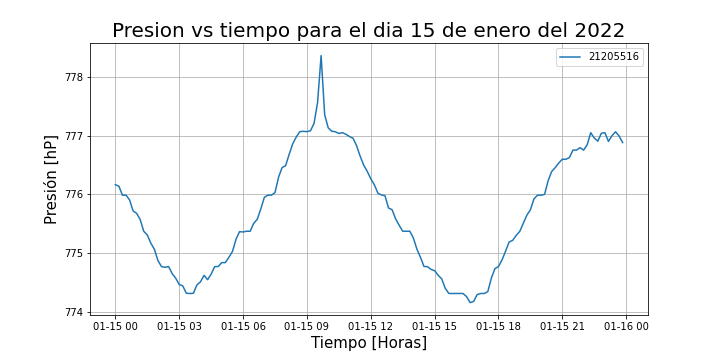 Presion vs tiempo para el dia 15 de enero del 2022
21205516
778
777
776
775
774
Presión [hP]
01-15 00 01-15 03 01-15 06 01-15 09 01-15 12 01-15 15 01-15 18 01-15 21 01-16 00
Tiempo [Horas]